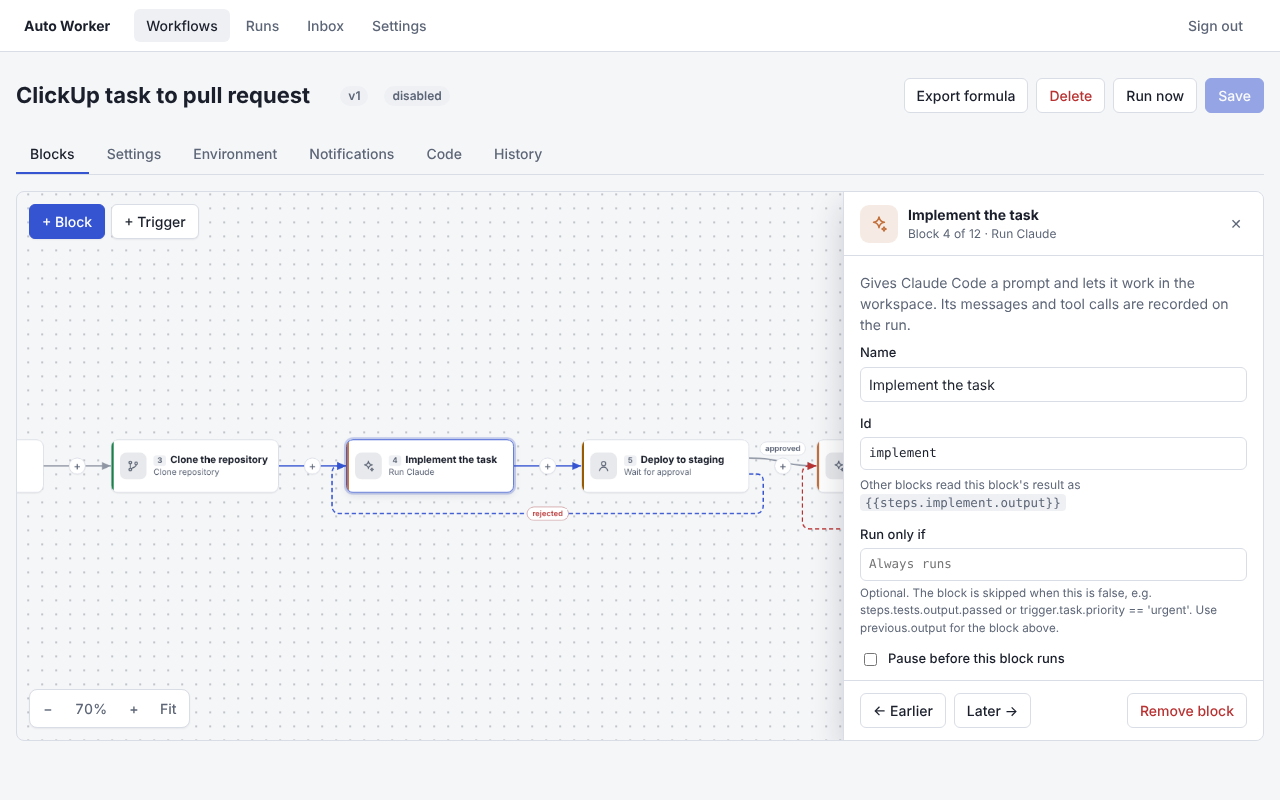 Auto Worker
Workflows
Runs
Inbox
Settings
Sign out
ClickUp task to pull request
v1
disabled
Export formula
Delete
Run now
Save
Blocks
Settings
Environment
Notifications
Code
History
+ Block
+ Trigger
+
3 Clone the repository
Clone repository
+
4 Implement the task
Run Claude
+
5 Deploy to staging
Wait for approval
approved
+
rejected
− 70% + Fit
Implement the task
Block 4 of 12 · Run Claude
×
Gives Claude Code a prompt and lets it work in the
workspace. Its messages and tool calls are recorded on
the run.
Name
Implement the task
Id
implement
Other blocks read this block's result as
{{steps.implement.output}}
Run only if
Always runs
Optional. The block is skipped when this is false, e.g.
steps.tests.output.passed or trigger.task.priority == 'urgent'. Use
previous.output for the block above.
Pause before this block runs
← Earlier
Later →
Remove block